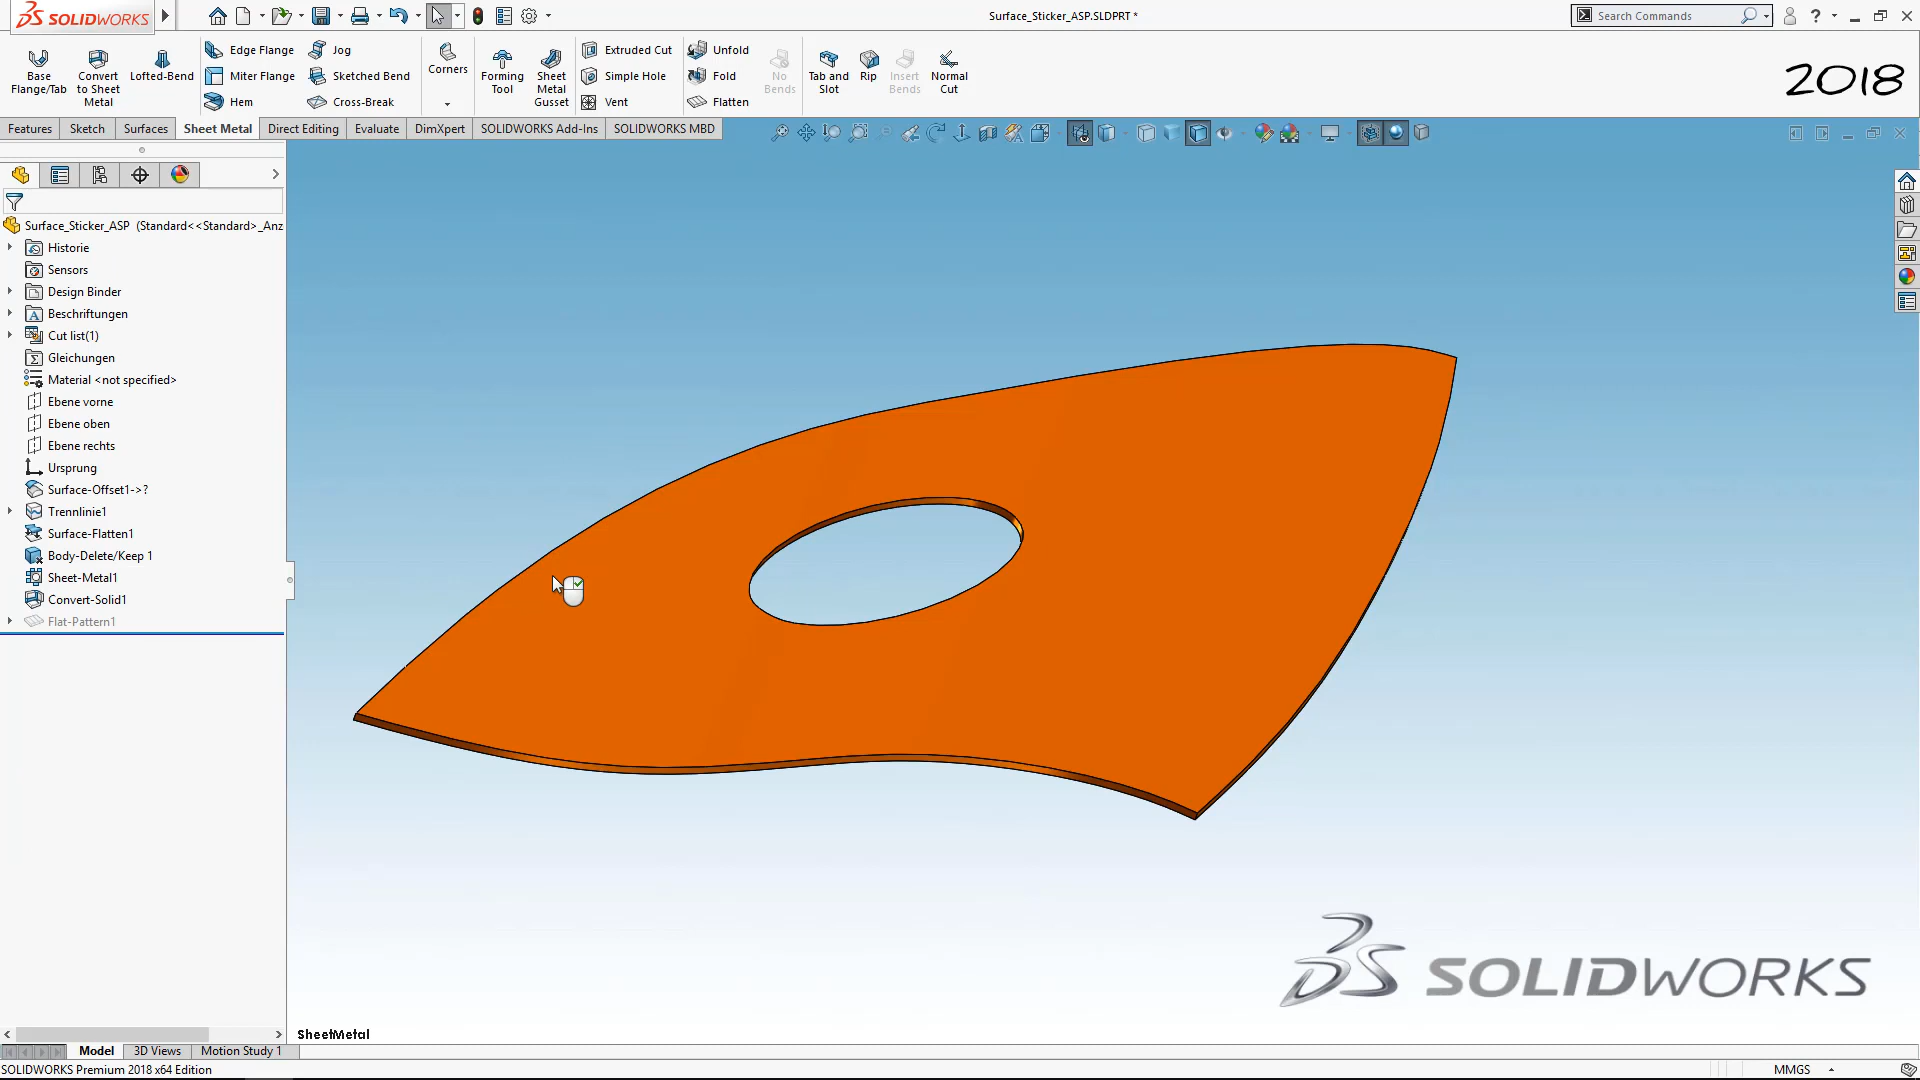 SOLIDWORKS
Surface_Sticker_ASP.SLDPRT *
Search Commands
Base Flange/Tab
Convert to Sheet Metal
Lofted-Bend
Edge Flange
Miter Flange
Hem
Jog
Sketched Bend
Cross-Break
Corners
Forming Tool
Sheet Metal Gusset
Extruded Cut
Simple Hole
Vent
Unfold
Fold
Flatten
No Bends
Tab and Slot
Rip
Insert Bends
Normal Cut
2018
Features
Sketch
Surfaces
Sheet Metal
Direct Editing
Evaluate
DimXpert
SOLIDWORKS Add-Ins
SOLIDWORKS MBD
Surface_Sticker_ASP (Standard<<Standard>_Anz
Historie
Sensors
Design Binder
Beschriftungen
Cut list(1)
Gleichungen
Material <not specified>
Ebene vorne
Ebene oben
Ebene rechts
Ursprung
Surface-Offset1->?
Trennlinie1
Surface-Flatten1
Body-Delete/Keep 1
Sheet-Metal1
Convert-Solid1
Flat-Pattern1
SOLIDWORKS
SheetMetal
Model
3D Views
Motion Study 1
SOLIDWORKS Premium 2018 x64 Edition
MMGS